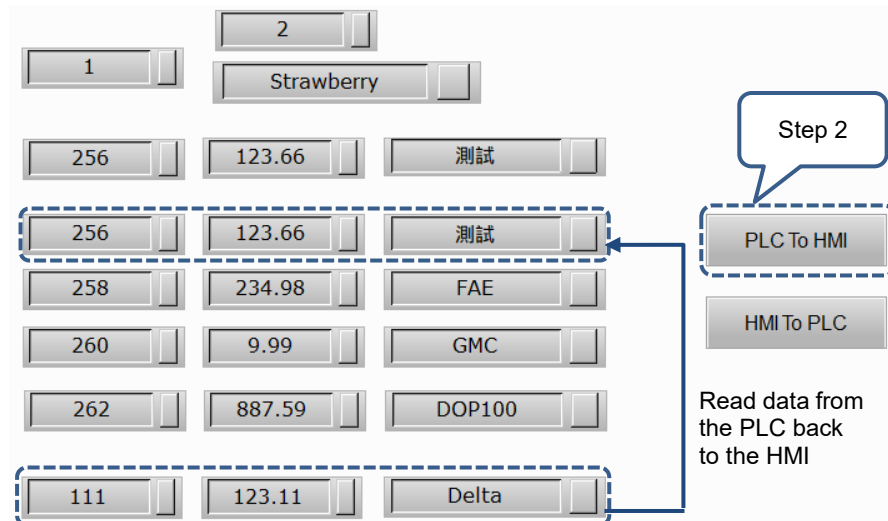 2
1
Strawberry
Step 2
256 123.66 測試
256 123.66 測試
PLC To HMI
258 234.98 FAE
HMI To PLC
260 9.99 GMC
262 887.59 DOP100
Read data from
the PLC back
to the HMI
111 123.11 Delta